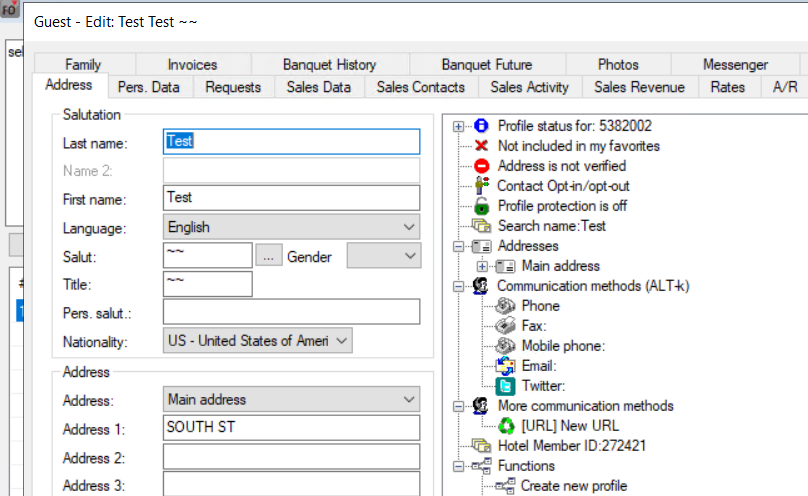 FO
Guest - Edit: Test Test ~~
sel
Family Invoices Banquet History Banquet Future Photos Messenger
Address Pers. Data Requests Sales Data Sales Contacts Sales Activity Sales Revenue Rates A/R
Salutation
Last name: Test
Name 2:
First name: Test
Language: English
Salut: ~~ ... Gender
Title: ~~
Pers. salut.:
Nationality: US - United States of Ameri
Address
Address: Main address
Address 1: SOUTH ST
Address 2:
Address 3:
Profile status for: 5382002
Not included in my favorites
Address is not verified
Contact Opt-in/opt-out
Profile protection is off
Search name:Test
Addresses
Main address
Communication methods (ALT-k)
Phone
Fax:
Mobile phone:
Email:
Twitter:
More communication methods
[URL] New URL
Hotel Member ID:272421
Functions
Create new profile